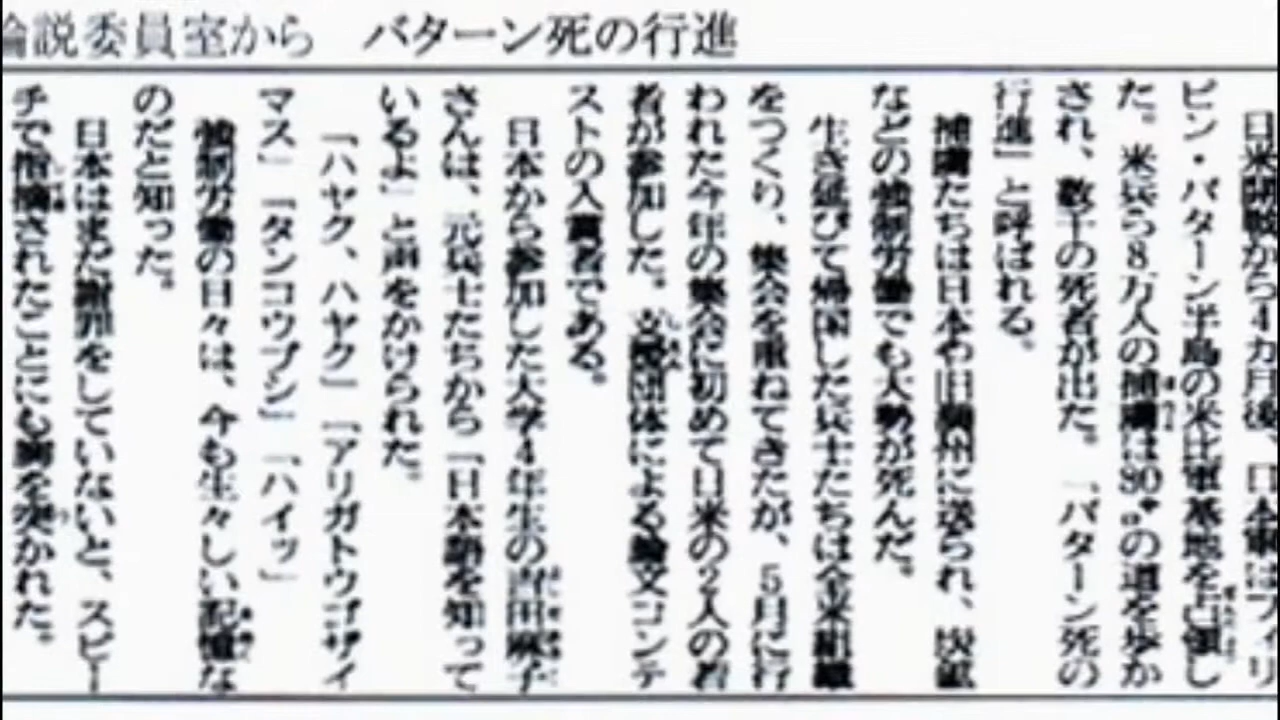 論説委員室から　バターン死の行進
日米開戦から4カ月後、日本軍はフィリ
ピン・バターン半島の米比軍基地を占領し
た。米兵ら8万人の捕虜は80㌔の道を歩か
され、数千の死者が出た。「バターン死の
行進」と呼ばれる。
捕虜たちは日本や旧満州に送られ、炭鉱
などの強制労働でも大勢が死んだ。
生き延びて帰国した兵士たちは全米組織
をつくり、集会を重ねてきたが、5月に行
われた今年の集会に初めて日米の2人の若
者が参加した。支援団体による論文コンテ
ストの入賞者である。
日本から参加した大学4年生の吉田麻子
さんは、元兵士たちから「日本語を知って
いるよ」と声をかけられた。
「ハヤク、ハヤク」「アリガトウゴザイ
マス」「タンコウブシ」「ハイッ」
強制労働の日々は、今も生々しい記憶な
のだと知った。
日本はまだ謝罪をしていないと、スピー
チで指摘されたことにも胸を突かれた。